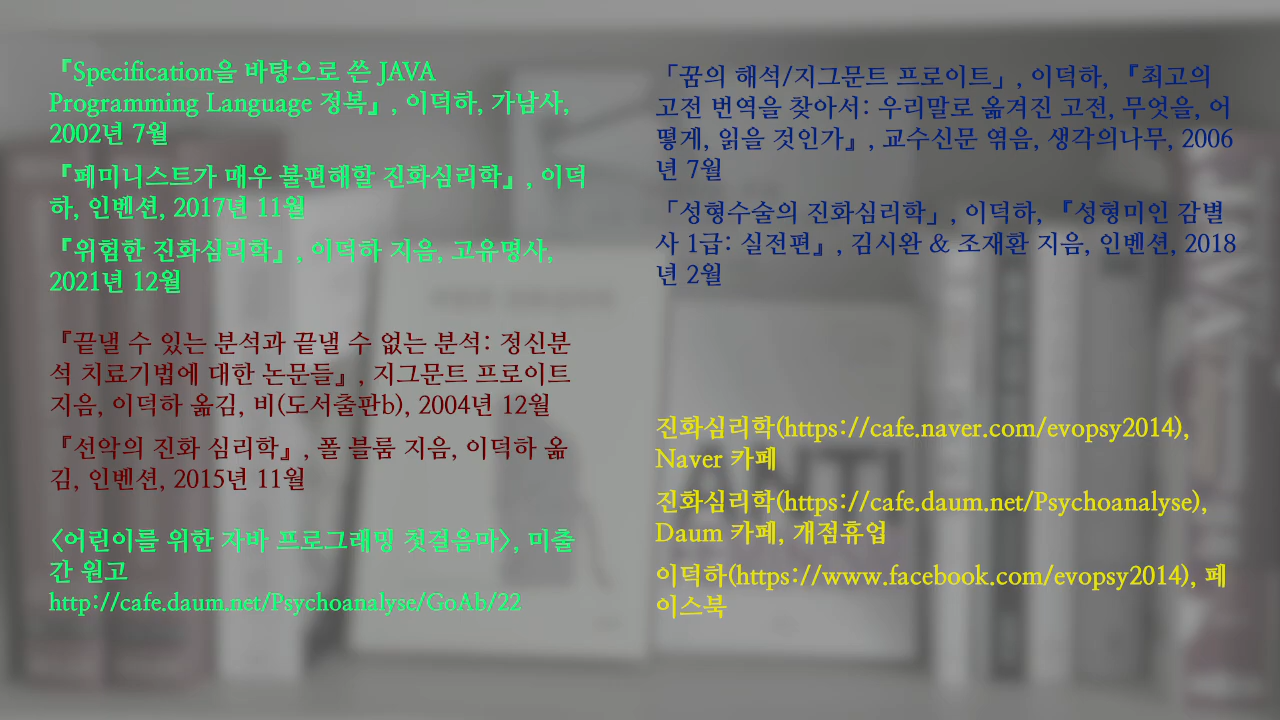 『Specification을 바탕으로 쓴 JAVA
Programming Language 정복』, 이덕하, 가남사,
2002년 7월
『페미니스트가 매우 불편해할 진화심리학』, 이덕
하, 인벤션, 2017년 11월
『위험한 진화심리학』, 이덕하 지음, 고유명사,
2021년 12월
『끝낼 수 있는 분석과 끝낼 수 없는 분석: 정신분
석 치료기법에 대한 논문들』, 지그문트 프로이트
지음, 이덕하 옮김, 비(도서출판b), 2004년 12월
『선악의 진화 심리학』, 폴 블룸 지음, 이덕하 옮
김, 인벤션, 2015년 11월
〈어린이를 위한 자바 프로그래밍 첫걸음마〉, 미출
간 원고
http://cafe.daum.net/Psychoanalyse/GoAb/22
「꿈의 해석/지그문트 프로이트」, 이덕하, 『최고의
고전 번역을 찾아서: 우리말로 옮겨진 고전, 무엇을, 어
떻게, 읽을 것인가』, 교수신문 엮음, 생각의나무, 2006
년 7월
「성형수술의 진화심리학」, 이덕하, 『성형미인 감별
사 1급: 실전편』, 김시완 & 조재환 지음, 인벤션, 2018
년 2월
진화심리학(https://cafe.naver.com/evopsy2014),
Naver 카페
진화심리학(https://cafe.daum.net/Psychoanalyse),
Daum 카페, 개점휴업
이덕하(https://www.facebook.com/evopsy2014), 페
이스북